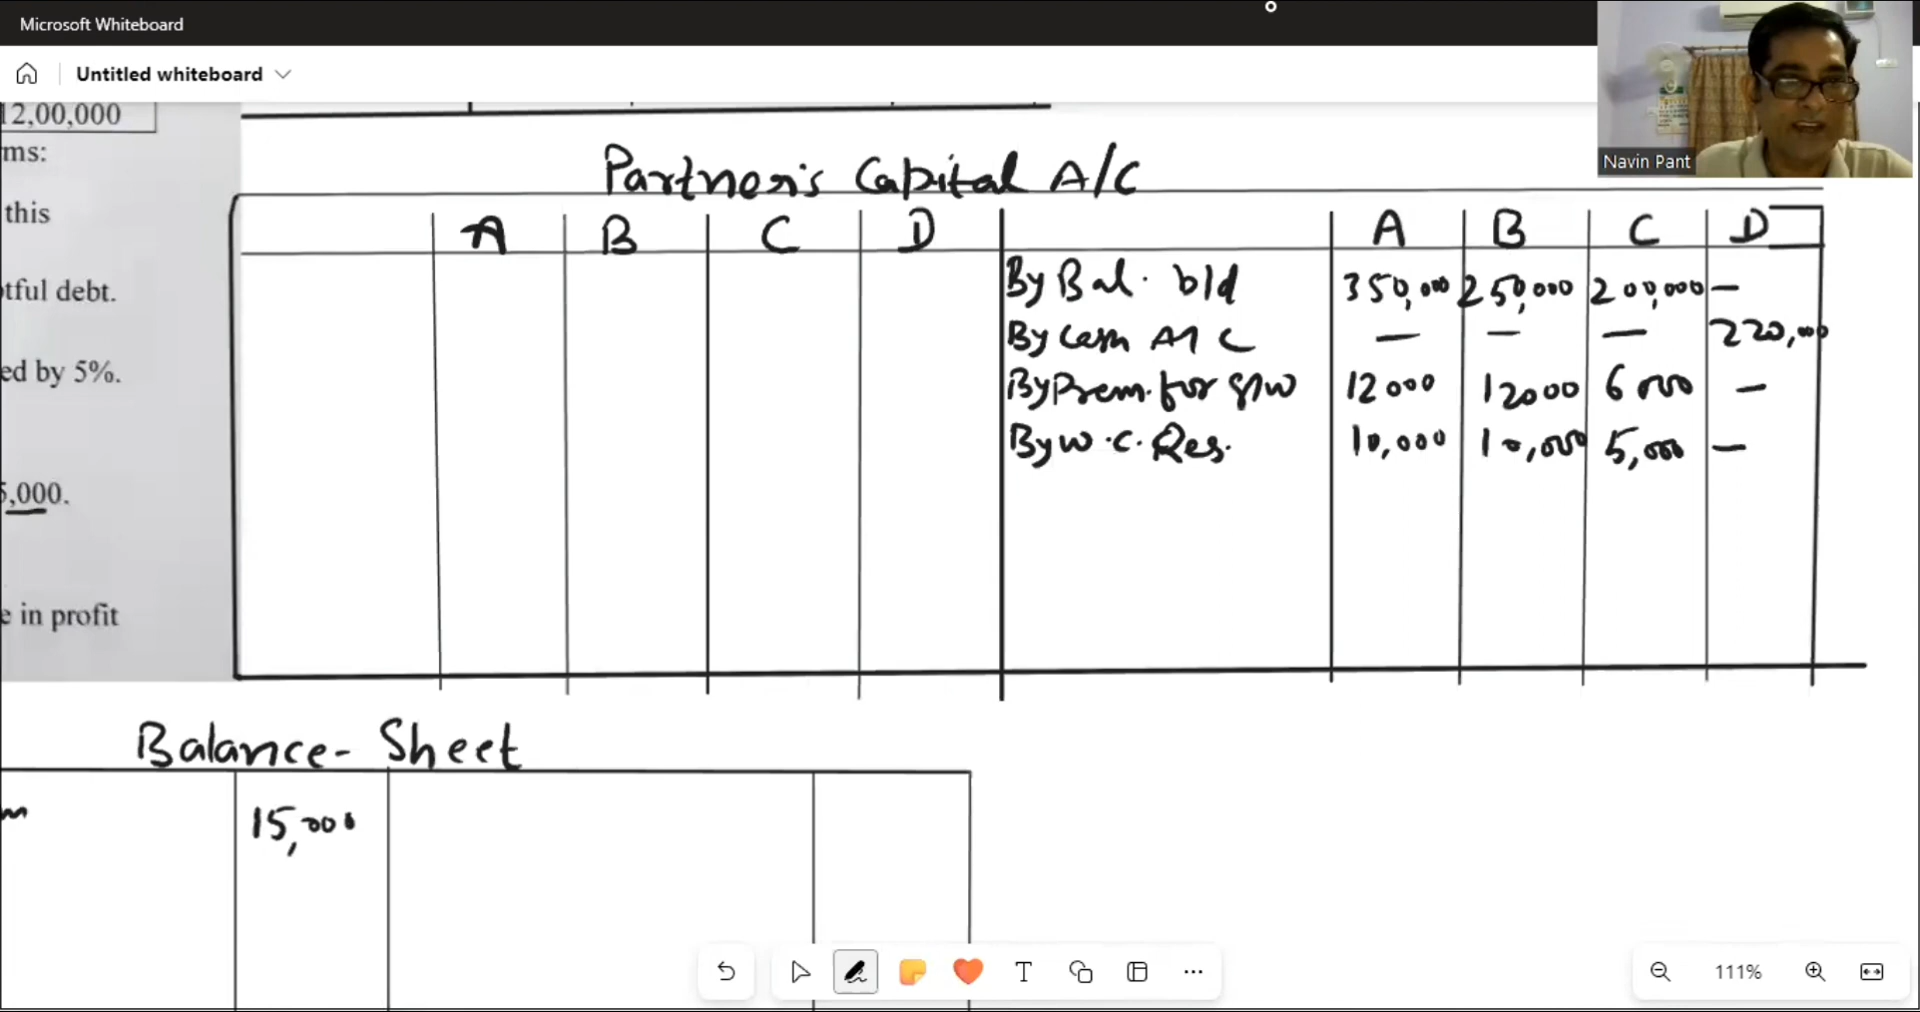 Microsoft Whiteboard
Untitled whiteboard
Navin Pant
12,00,000
ms:
this
tful debt.
ed by 5%.
5,000.
e in profit
Partner's Capital A/C
A B C D A B C D
By Bal. b/d 350,000 250,000 200,000 —
By Cash A/C — — — 220,000
By Prem. for g/w 12000 12000 6000 —
By W.C. Res. 10,000 10,000 5,000 —
Balance- Sheet
15,000
111%